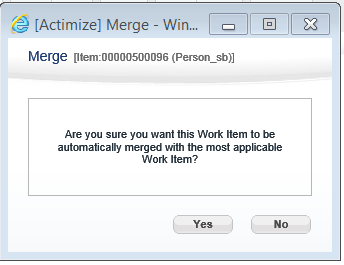 [Actimize] Merge - Win...
Merge [Item:00000500096 (Person_sb)]
Are you sure you want this Work Item to be
automatically merged with the most applicable
Work Item?
Yes No